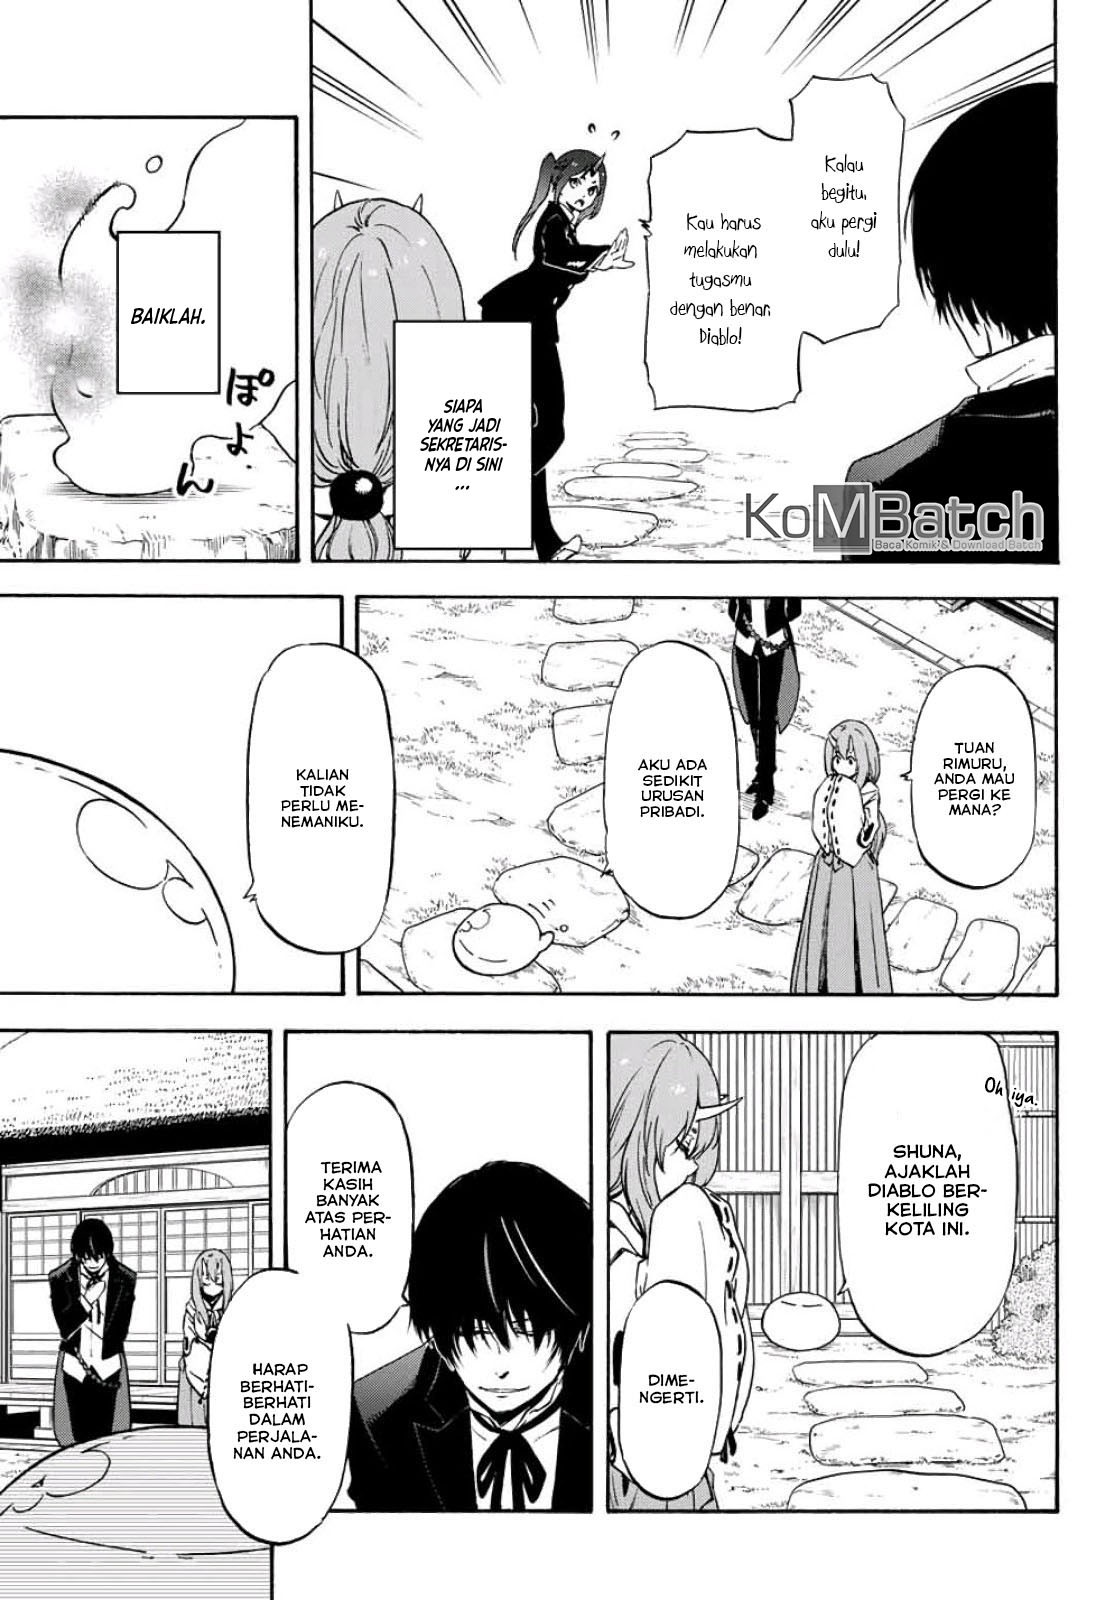 Kalau
begitu,
aku pergi
dulu!
Kau harus
melakukan
tugasmu
dengan benar,
Diablo!
SIAPA
YANG JADI
SEKRETARIS-
NYA DI SINI
...
BAIKLAH.
ぽよん
KoMBatch
Baca Komik & Download Batch
TUAN
RIMURU,
ANDA MAU
PERGI KE
MANA?
AKU ADA
SEDIKIT
URUSAN
PRIBADI.
KALIAN
TIDAK
PERLU ME-
NEMANIKU.
Oh iya.
SHUNA,
AJAKLAH
DIABLO BER-
KELILING
KOTA INI.
DIME-
NGERTI.
TERIMA
KASIH
BANYAK
ATAS PER-
HATIAN
ANDA.
HARAP
BERHATI-
BERHATI
DALAM
PERJALA-
NAN ANDA.